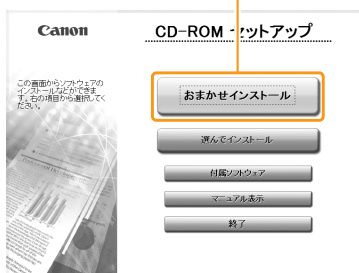 Canon
CD-ROM セットアップ
この画面からソフトウェアの
インストールなどができま
す。右の項目から選択してく
ださい。
おまかせインストール
選んでインストール
付属ソフトウェア
マニュアル表示
終了